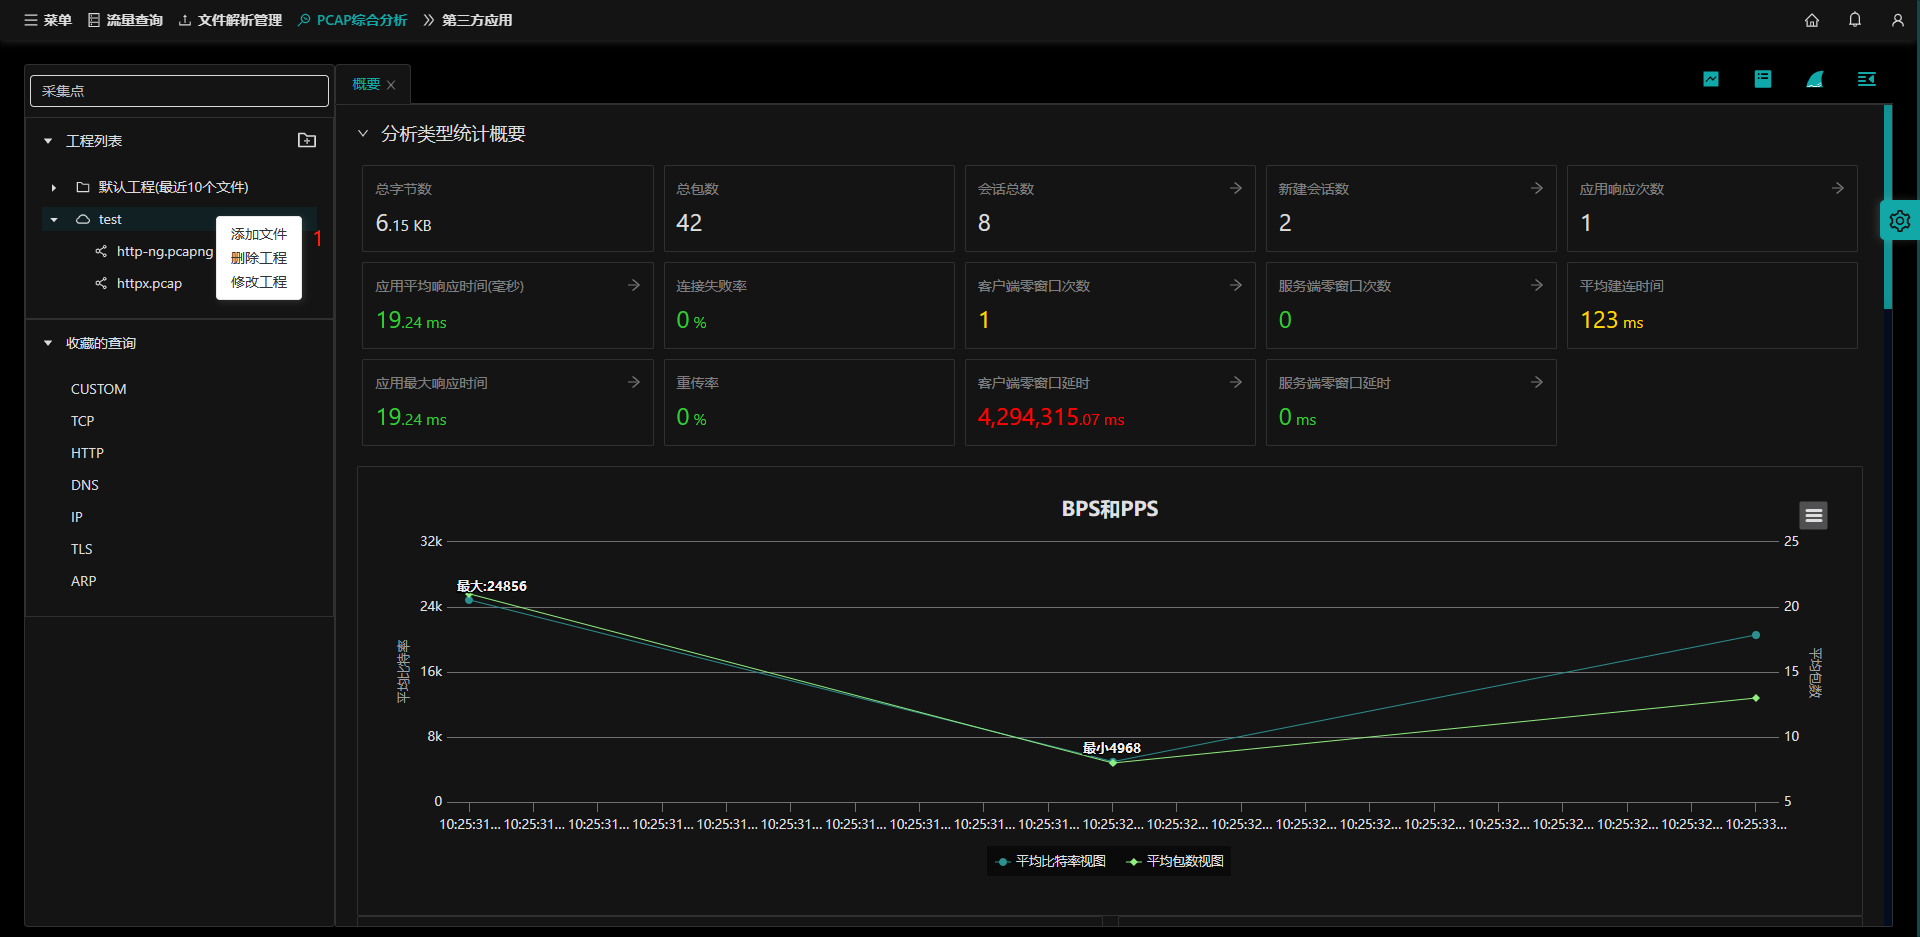 菜单 流量查询 文件解析管理 PCAP综合分析 第三方应用
采集点
工程列表
默认工程(最近10个文件)
test
http-ng.pcapng
httpx.pcap
添加文件
删除工程
修改工程
1
收藏的查询
CUSTOM
TCP
HTTP
DNS
IP
TLS
ARP
概要
分析类型统计概要
总字节数
6.15 KB
总包数
42
会话总数
8
新建会话数
2
应用响应次数
1
应用平均响应时间(毫秒)
19.24 ms
连接失败率
0 %
客户端零窗口次数
1
服务端零窗口次数
0
平均建连时间
123 ms
应用最大响应时间
19.24 ms
重传率
0 %
客户端零窗口延时
4,294,315.07 ms
服务端零窗口延时
0 ms
BPS和PPS
32k
24k
16k
8k
0
平均比特率
最大:24856
最小4968
25
20
15
10
5
平均包数
10:25:31... 10:25:31... 10:25:31... 10:25:31... 10:25:31... 10:25:31... 10:25:31... 10:25:31... 10:25:31... 10:25:31... 10:25:32... 10:25:32... 10:25:32... 10:25:32... 10:25:32... 10:25:32... 10:25:32... 10:25:32... 10:25:32... 10:25:32... 10:25:33...
平均比特率视图 平均包数视图